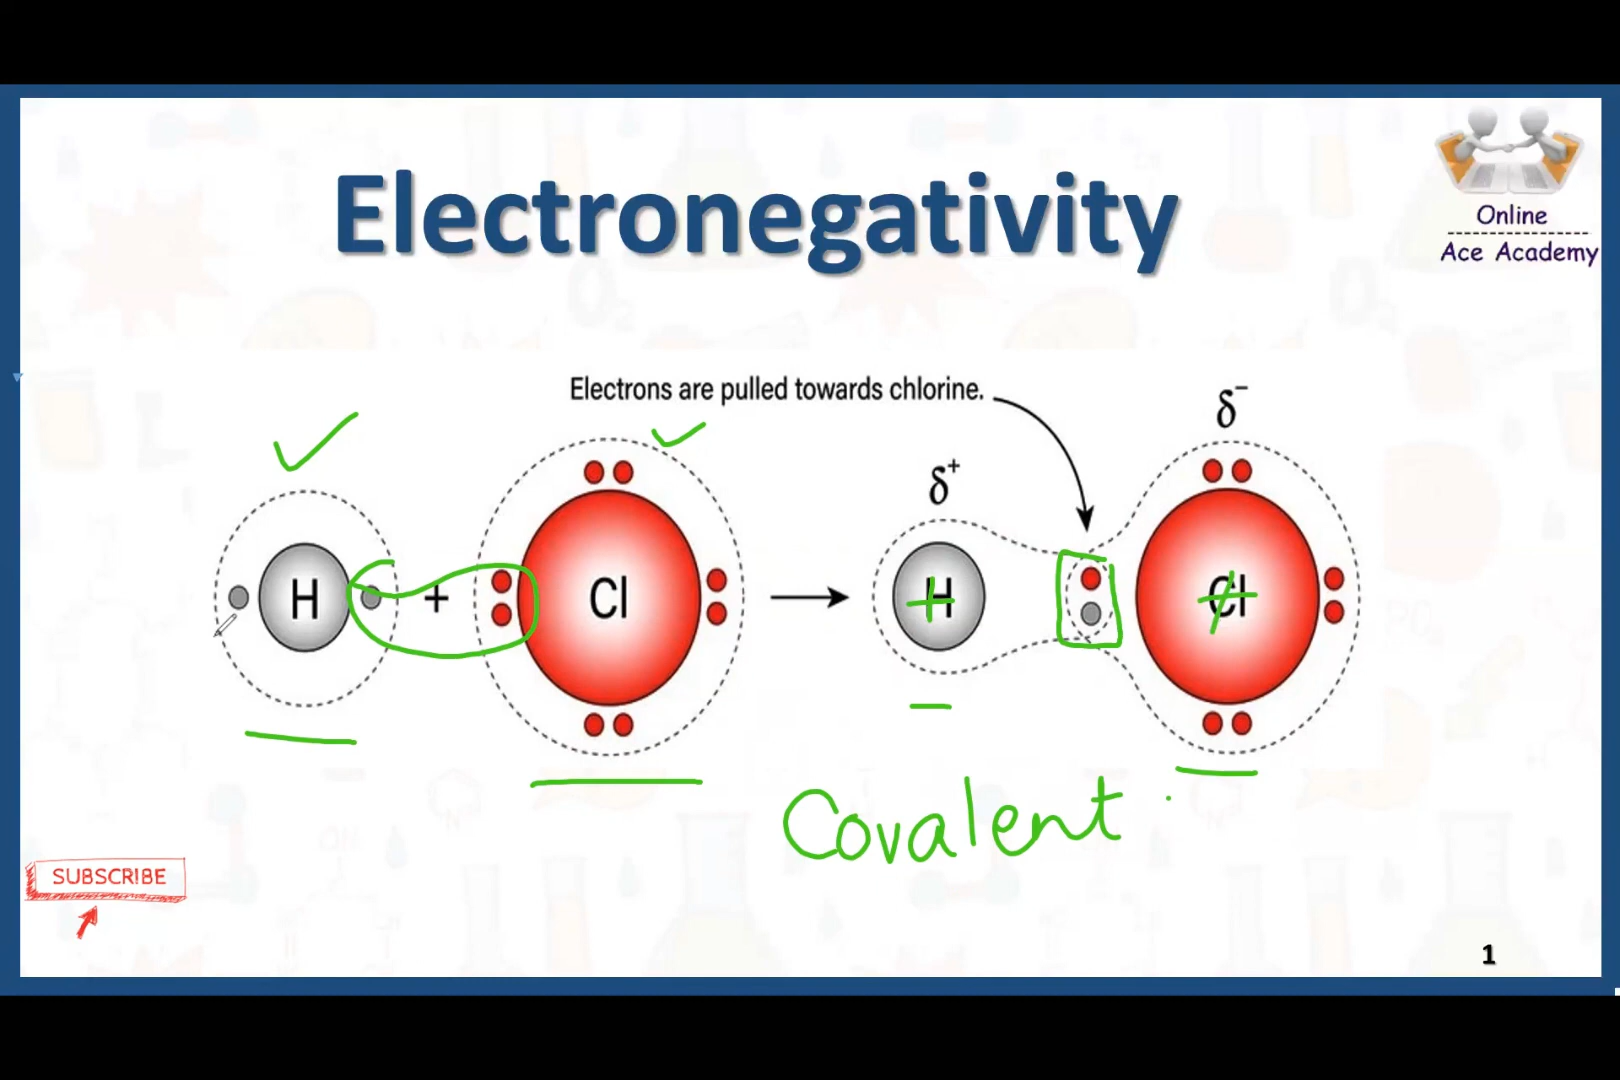 Electronegativity
Online
Ace Academy
Electrons are pulled towards chlorine.
δ⁻
δ⁺
H
+
Cl
H
Cl
Covalent
SUBSCRIBE
1